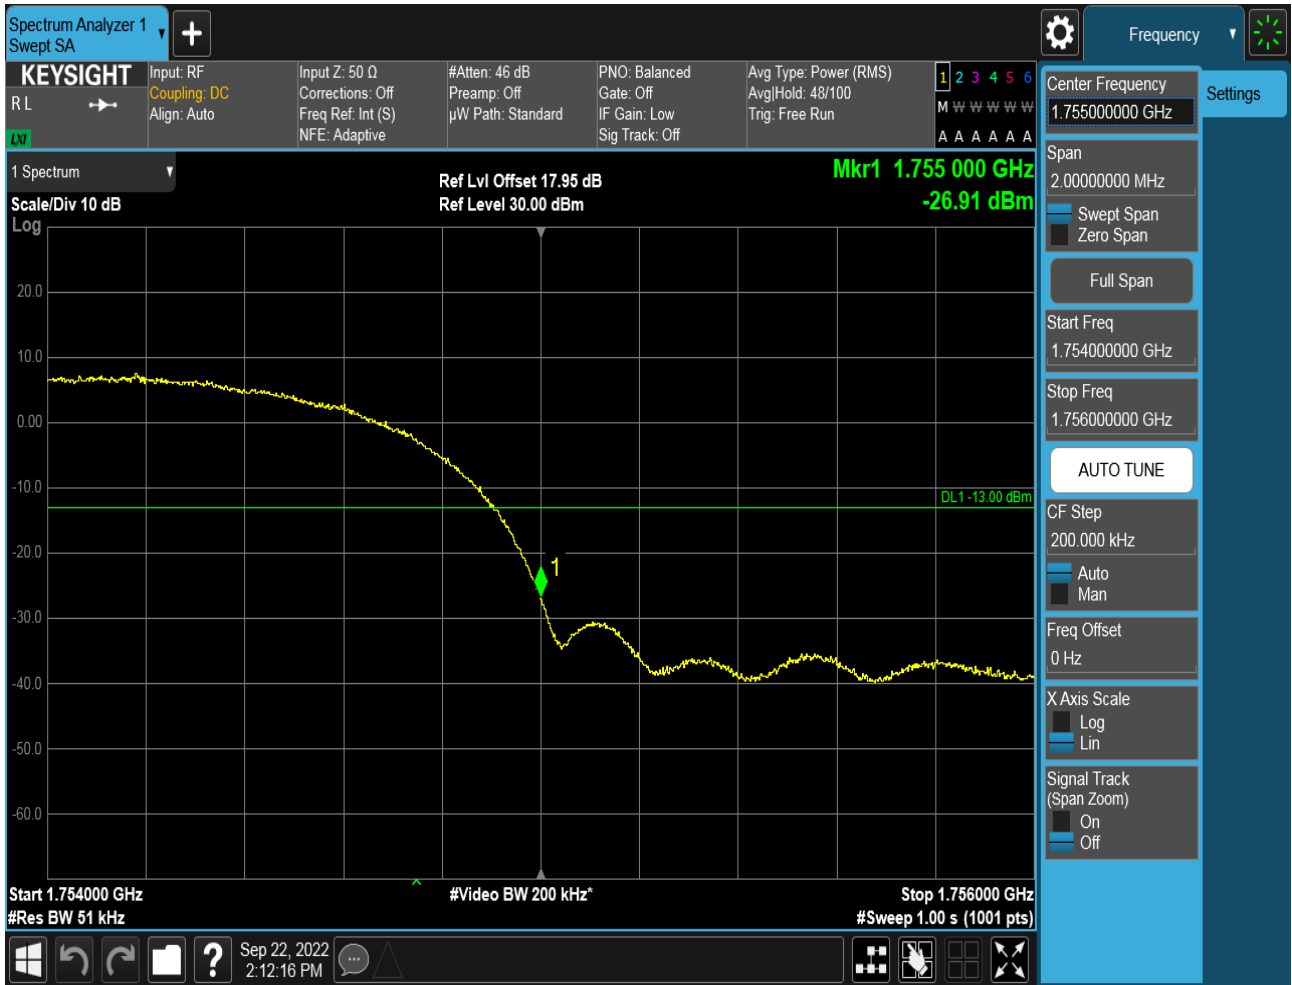 Spectrum Analyzer 1
Swept SA
Frequency
KEYSIGHT
R L
LXI
Input: RF
Coupling: DC
Align: Auto
Input Z: 50 Ω
Corrections: Off
Freq Ref: Int (S)
NFE: Adaptive
#Atten: 46 dB
Preamp: Off
µW Path: Standard
PNO: Balanced
Gate: Off
IF Gain: Low
Sig Track: Off
Avg Type: Power (RMS)
Avg|Hold: 48/100
Trig: Free Run
1 2 3 4 5 6
M W W W W W
A A A A A A
1 Spectrum
Scale/Div 10 dB
Log
Ref Lvl Offset 17.95 dB
Ref Level 30.00 dBm
Mkr1 1.755 000 GHz
-26.91 dBm
20.0
10.0
0.00
-10.0
DL1 -13.00 dBm
-20.0
1
-30.0
-40.0
-50.0
-60.0
Start 1.754000 GHz
#Res BW 51 kHz
#Video BW 200 kHz*
Stop 1.756000 GHz
#Sweep 1.00 s (1001 pts)
Center Frequency
1.755000000 GHz
Settings
Span
2.00000000 MHz
Swept Span
Zero Span
Full Span
Start Freq
1.754000000 GHz
Stop Freq
1.756000000 GHz
AUTO TUNE
CF Step
200.000 kHz
Auto
Man
Freq Offset
0 Hz
X Axis Scale
Log
Lin
Signal Track
(Span Zoom)
On
Off
?
Sep 22, 2022
2:12:16 PM